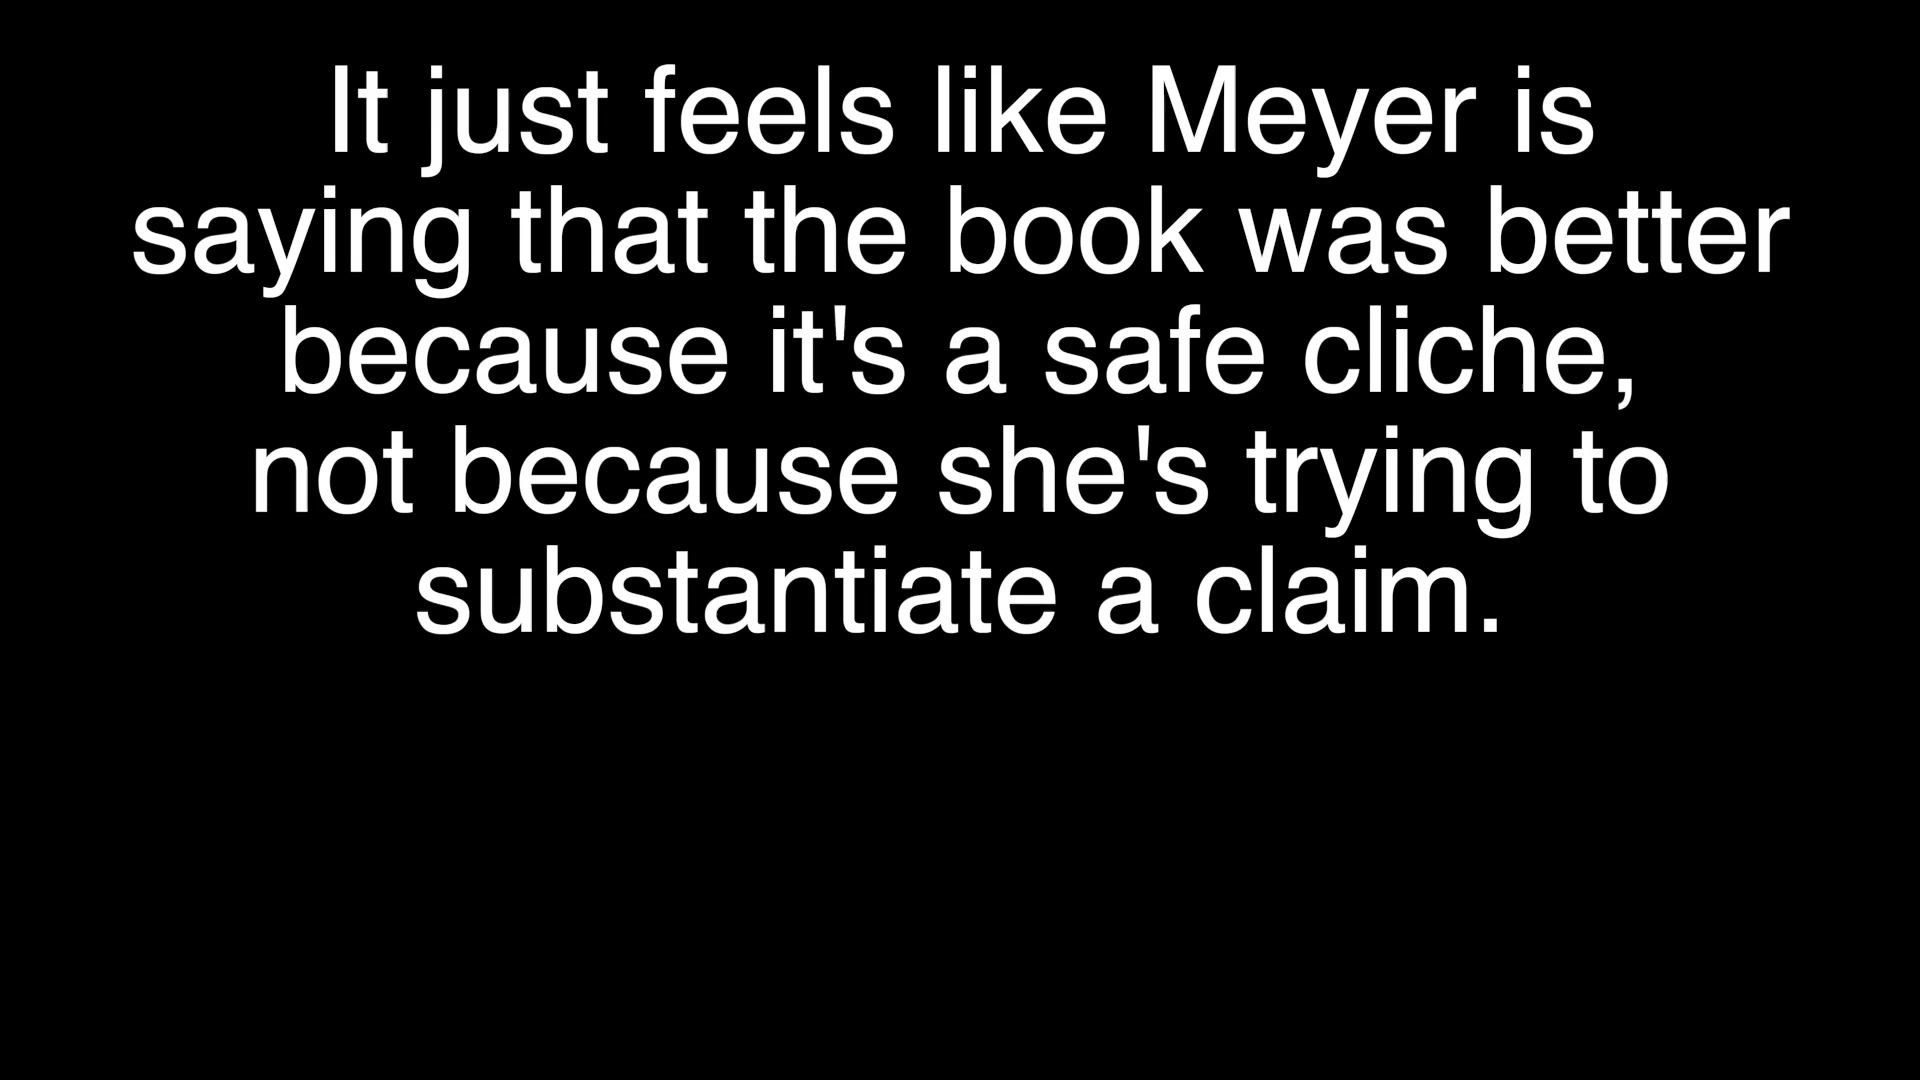 It just feels like Meyer is
saying that the book was better
because it's a safe cliche,
not because she's trying to
substantiate a claim.